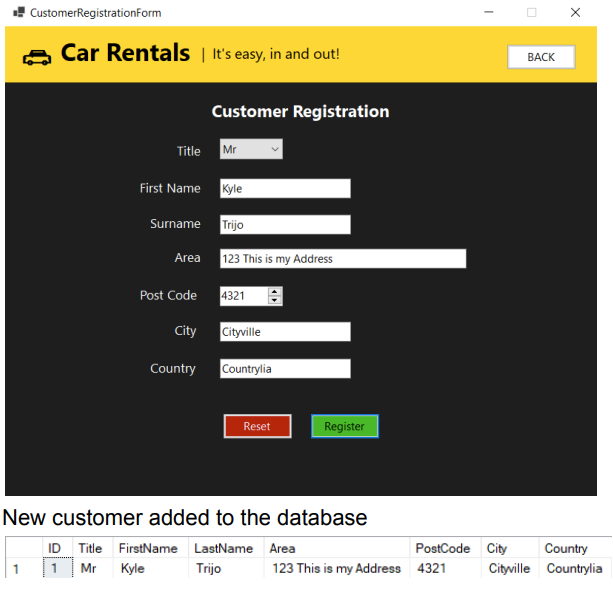 CustomerRegistrationForm
Car Rentals | It's easy, in and out!
BACK
Customer Registration
Title Mr
First Name Kyle
Surname Trijo
Area 123 This is my Address
Post Code 4321
City Cityville
Country Countrylia
Reset Register
New customer added to the database
ID Title FirstName LastName Area PostCode City Country
1 1 Mr Kyle Trijo 123 This is my Address 4321 Cityville Countrylia